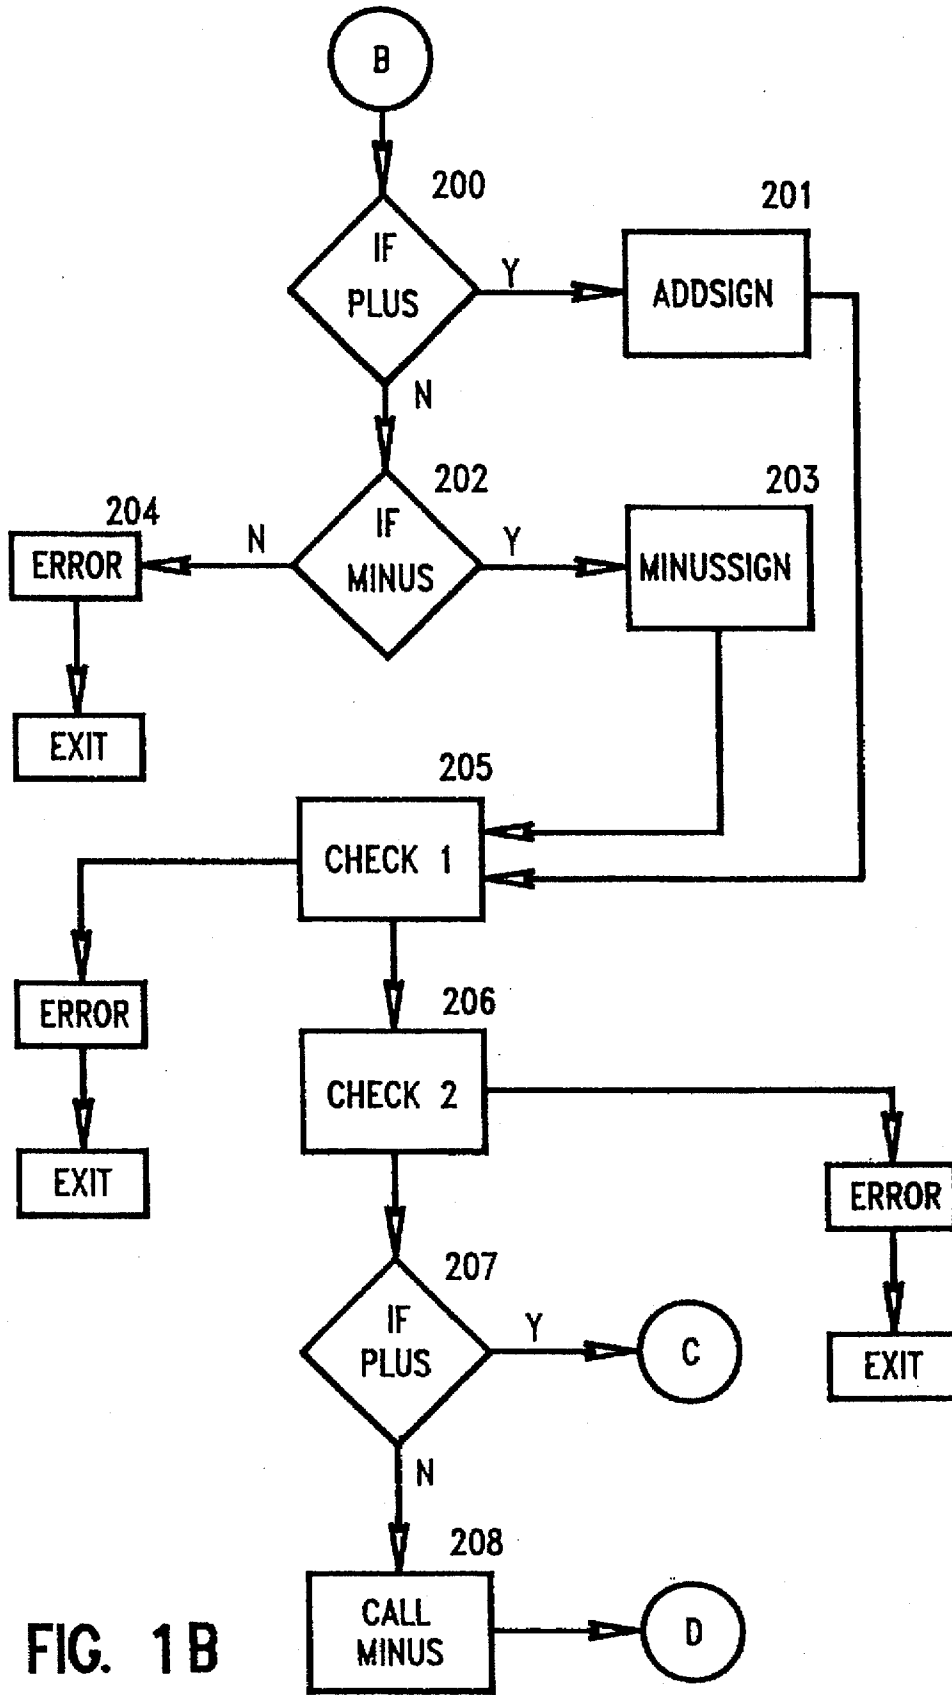 B
200
IF
PLUS
Y
201
ADDSIGN
N
202
IF
MINUS
Y
203
MINUSSIGN
N
204
ERROR
EXIT
205
CHECK 1
ERROR
EXIT
206
CHECK 2
ERROR
EXIT
207
IF
PLUS
Y
C
N
208
CALL
MINUS
D
FIG. 1B